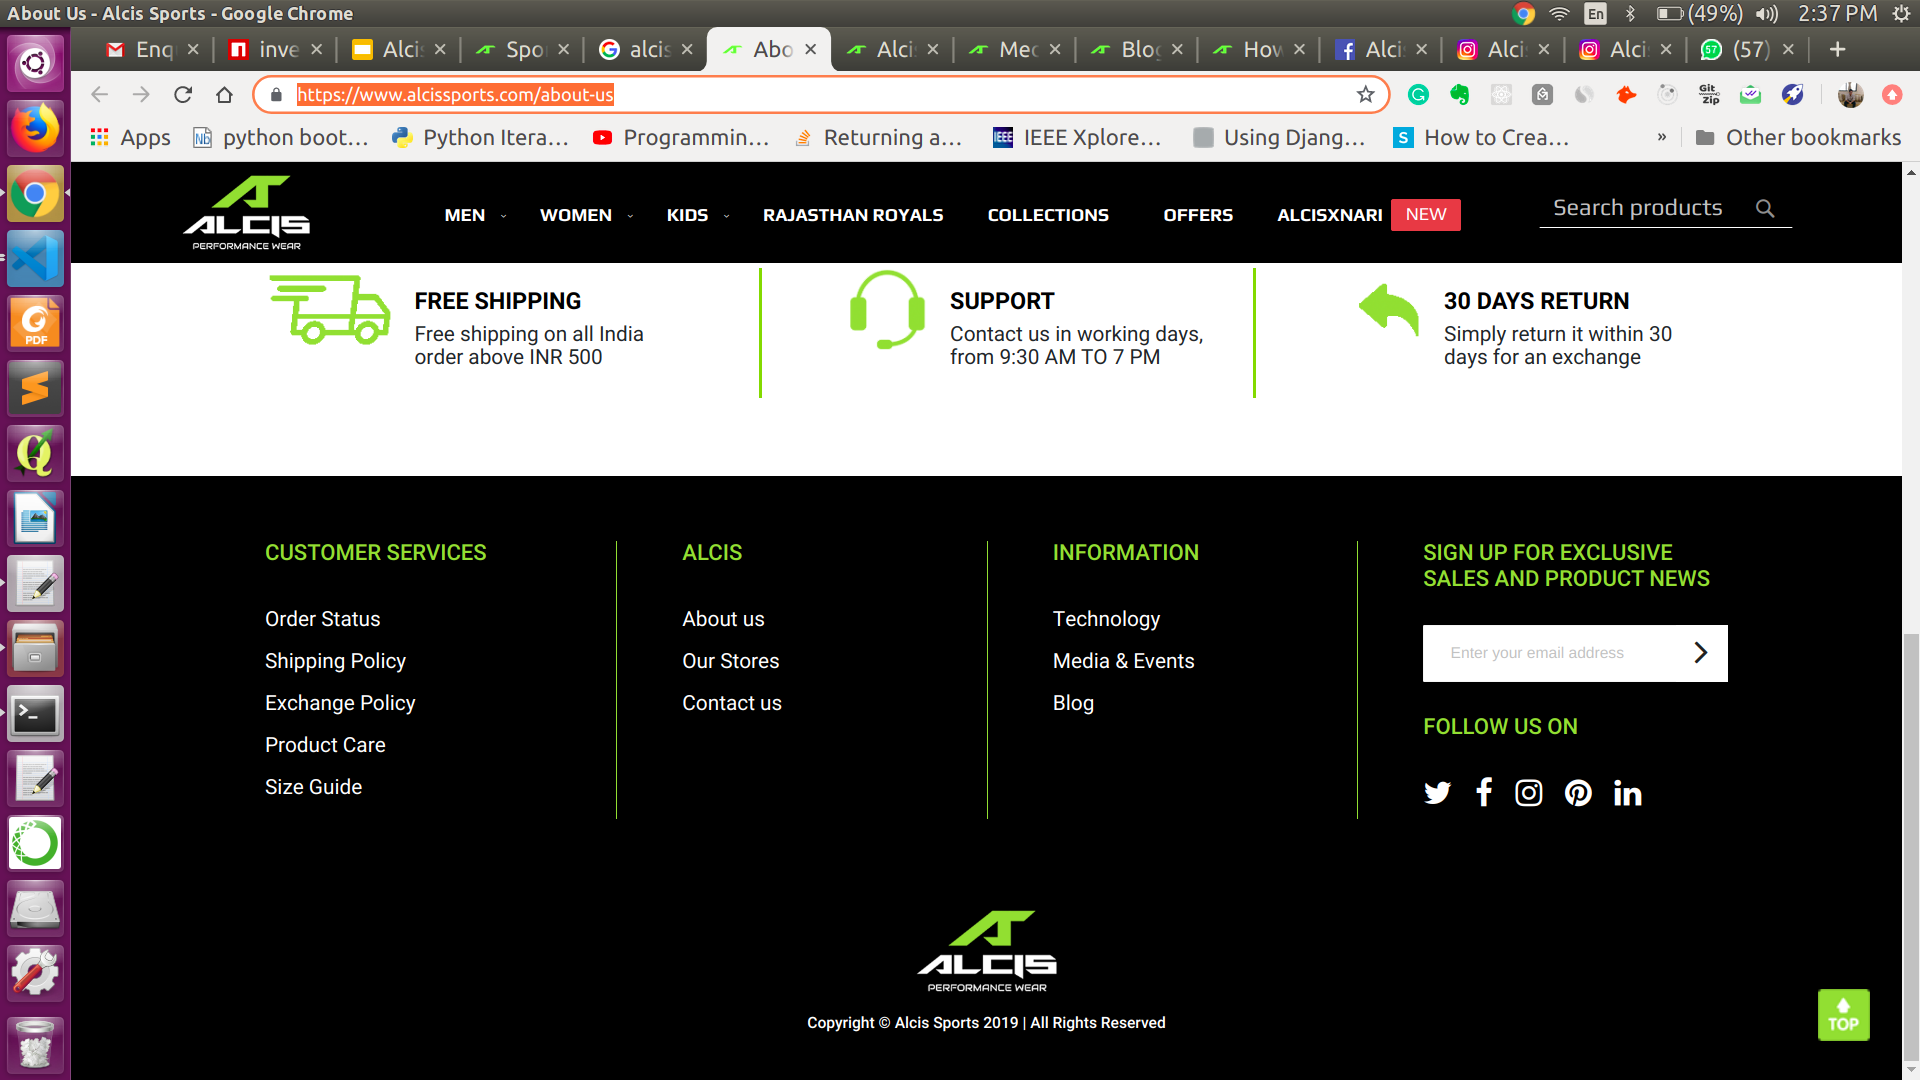 About Us - Alcis Sports - Google Chrome
En (49%) 2:37 PM
Enq
inve
Alci
Spo
alcis
Abo
Alci
Med
Blog
How
Alci
Alci
Alci
57 (57)
https://www.alcissports.com/about-us
Git Zip
Apps
Nb python boot...
Python Itera...
Programmin...
Returning a...
IEEE IEEE Xplore...
Using Djang...
S How to Crea...
» Other bookmarks
ALCIS
PERFORMANCE WEAR
MEN
WOMEN
KIDS
RAJASTHAN ROYALS
COLLECTIONS
OFFERS
ALCISXNARI NEW
Search products
FREE SHIPPING
Free shipping on all India
order above INR 500
SUPPORT
Contact us in working days,
from 9:30 AM TO 7 PM
30 DAYS RETURN
Simply return it within 30
days for an exchange
PDF
CUSTOMER SERVICES
Order Status
Shipping Policy
Exchange Policy
Product Care
Size Guide
ALCIS
About us
Our Stores
Contact us
INFORMATION
Technology
Media & Events
Blog
SIGN UP FOR EXCLUSIVE
SALES AND PRODUCT NEWS
Enter your email address
FOLLOW US ON
ALCIS
PERFORMANCE WEAR
Copyright © Alcis Sports 2019 | All Rights Reserved
TOP